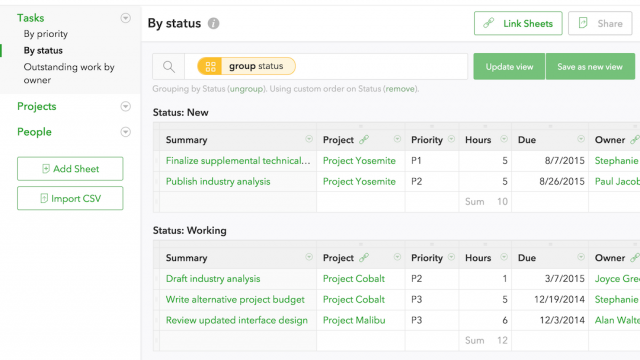 Tasks
By priority
By status
Outstanding work by
owner
Projects
People
Add Sheet
Import CSV
By status
Link Sheets
Share
group status
Update view
Save as new view
Grouping by Status (ungroup). Using custom order on Status (remove).
Status: New
Summary Project Priority Hours Due Owner
Finalize supplemental technical... Project Yosemite P1 5 8/7/2015 Stephanie
Publish industry analysis Project Yosemite P2 5 8/26/2015 Paul Jacob
Sum 10
Status: Working
Summary Project Priority Hours Due Owner
Draft industry analysis Project Cobalt P2 1 3/7/2015 Joyce Gre
Write alternative project budget Project Cobalt P3 5 12/19/2014 Stephanie
Review updated interface design Project Malibu P3 6 12/3/2014 Alan Walte
Sum 12